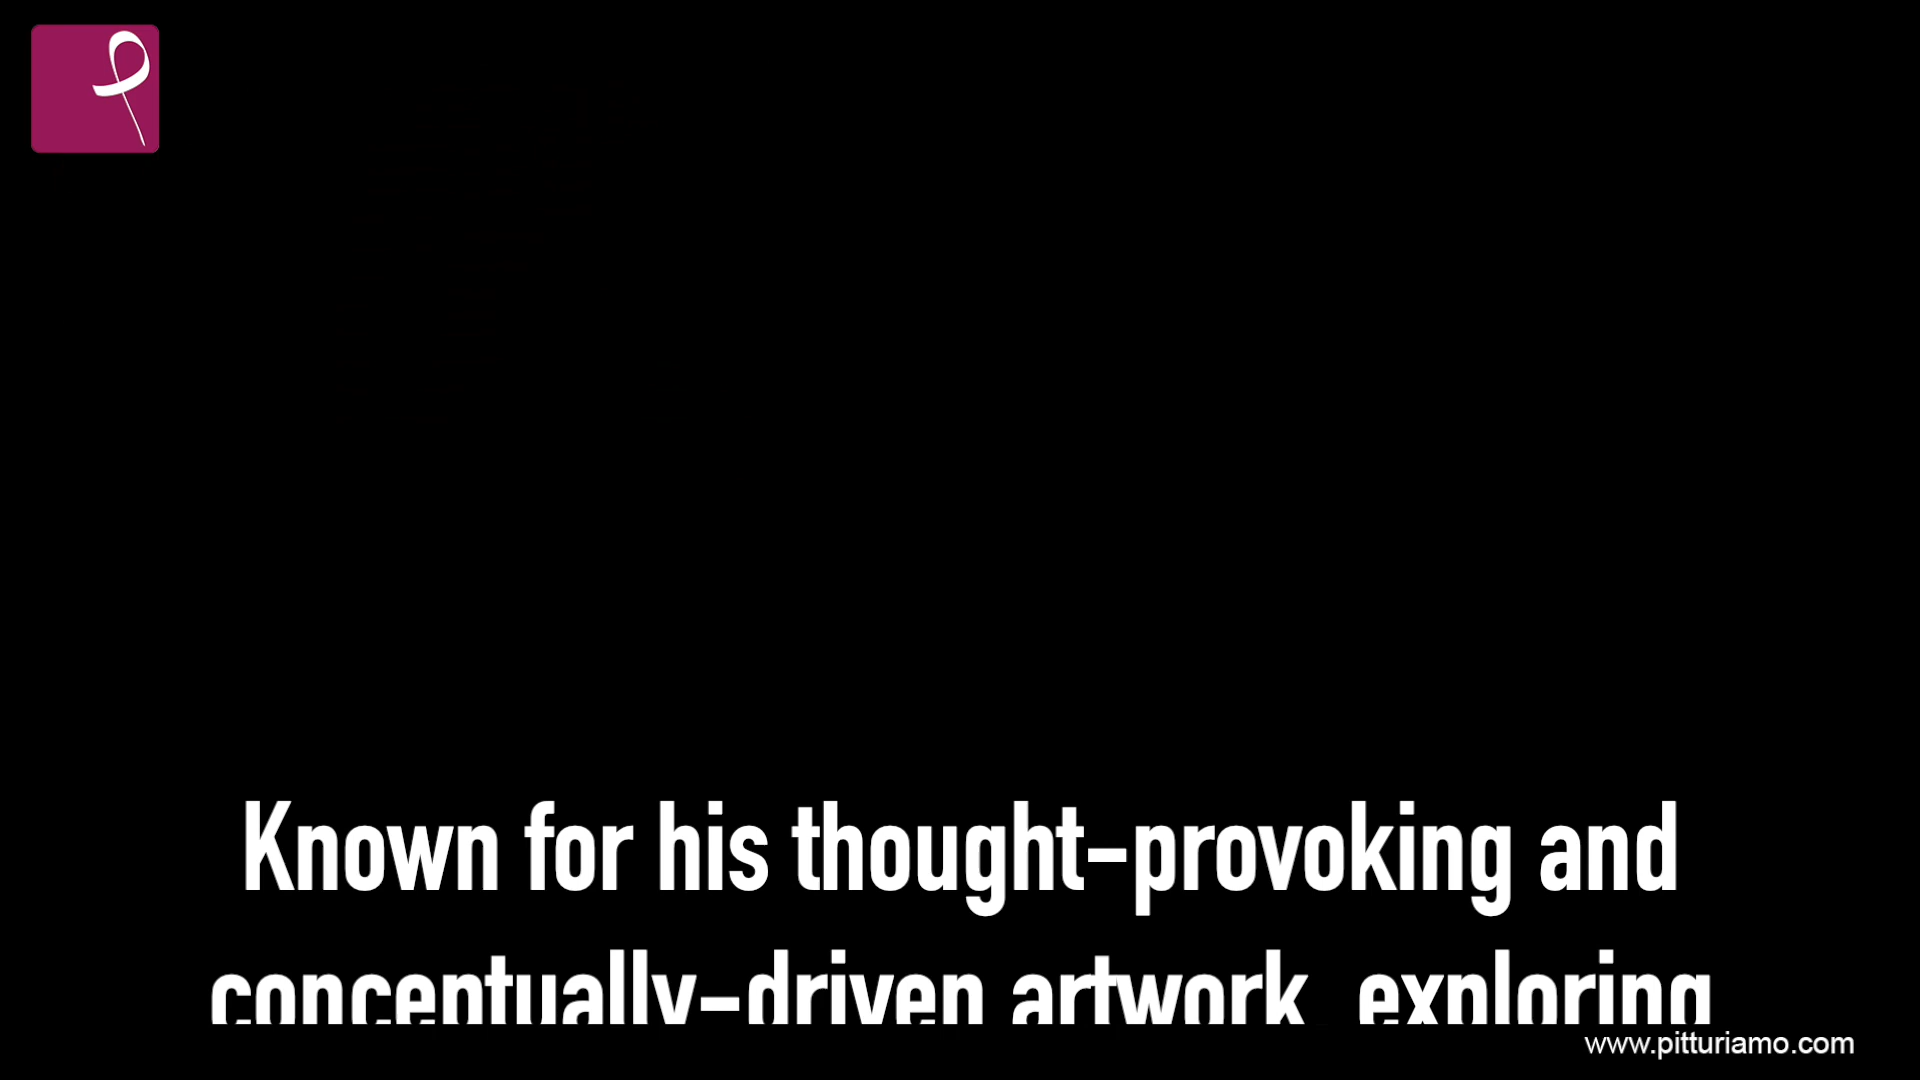 Known for his thought-provoking and
conceptually-driven artwork, exploring
www.pitturiamo.com